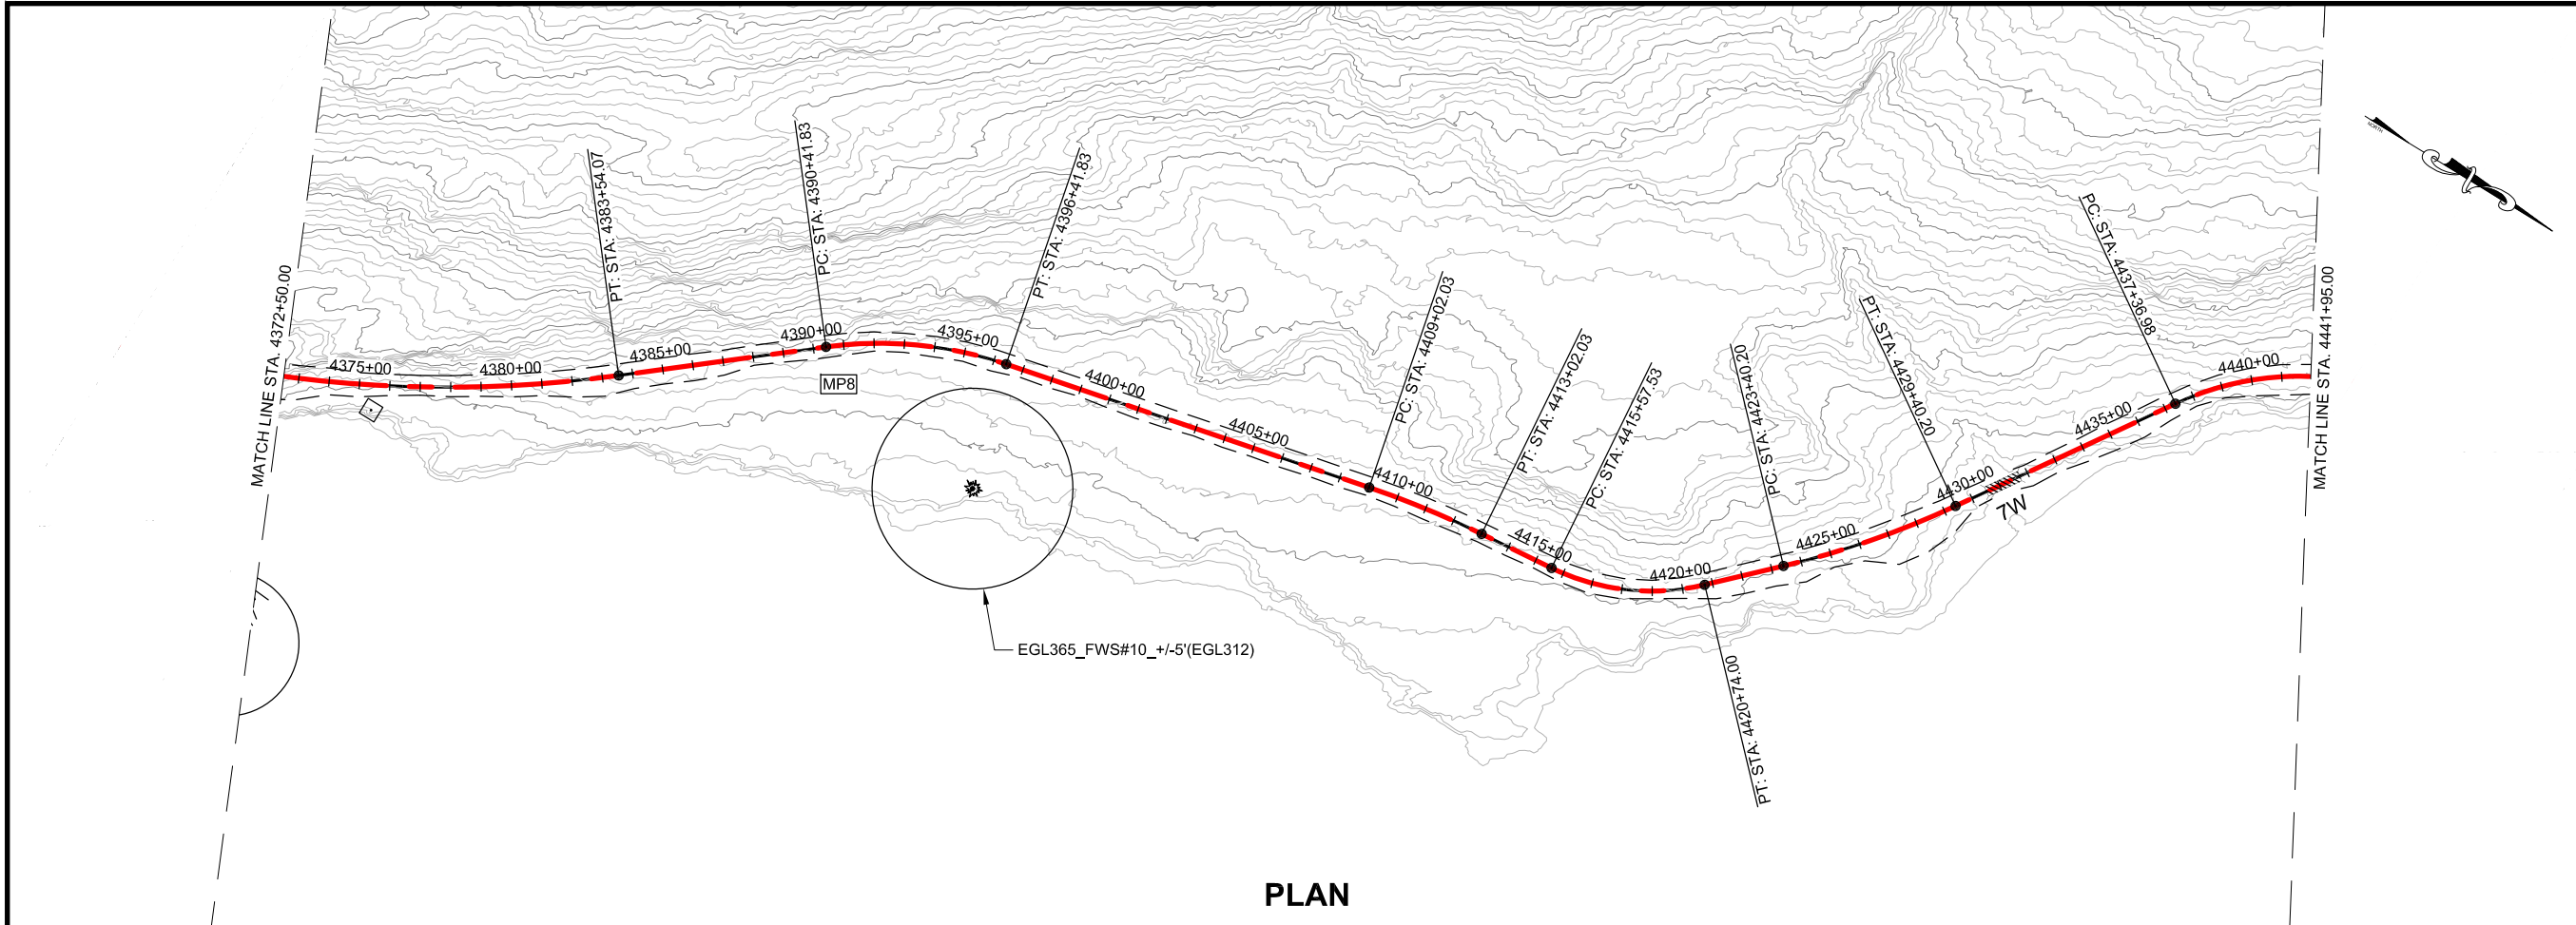 MATCH LINE STA. 4372+50.00
4375+00
4380+00
PT: STA: 4383+54.07
4385+00
4390+00
PC: STA: 4390+41.83
MP8
4395+00
PT: STA: 4396+41.83
4400+00
4405+00
PC: STA: 4409+02.03
4410+00
PT: STA: 4413+02.03
4415+00
PC: STA: 4415+57.53
4420+00
PT: STA: 4420+74.00
PC: STA: 4423+40.20
4425+00
PT: STA: 4429+40.20
4430+00
7W
4435+00
PC: STA: 4437+36.98
4440+00
MATCH LINE STA. 4441+95.00
NORTH
EGL365_FWS#10_+/-5'(EGL312)
PLAN